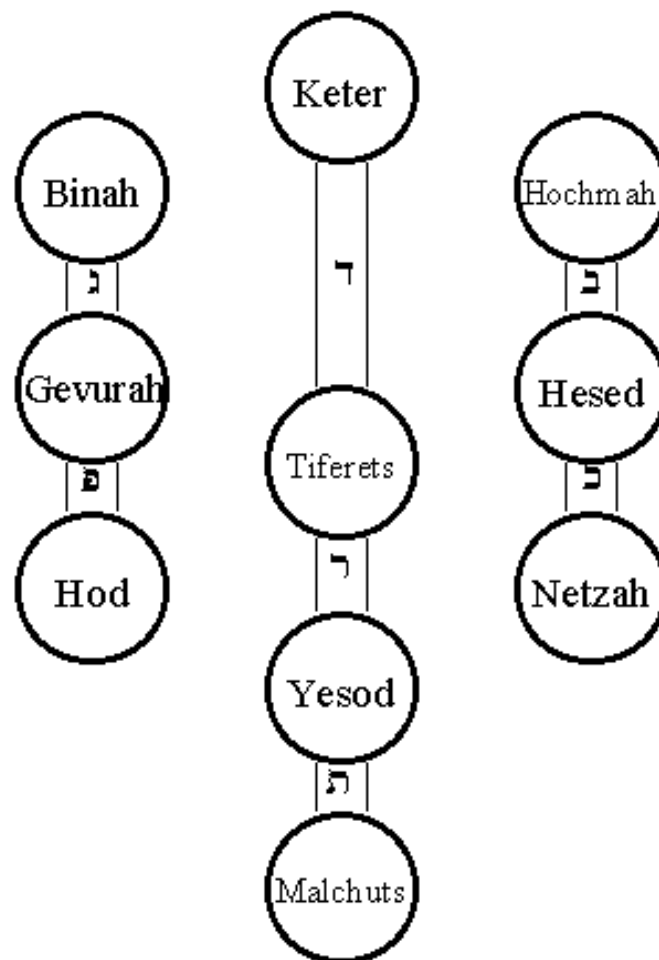 Keter
Binah
Hochmah
נ
ד
ב
Gevurah
Hesed
Tiferets
פ
כ
ר
Hod
Netzah
Yesod
ת
Malchuts